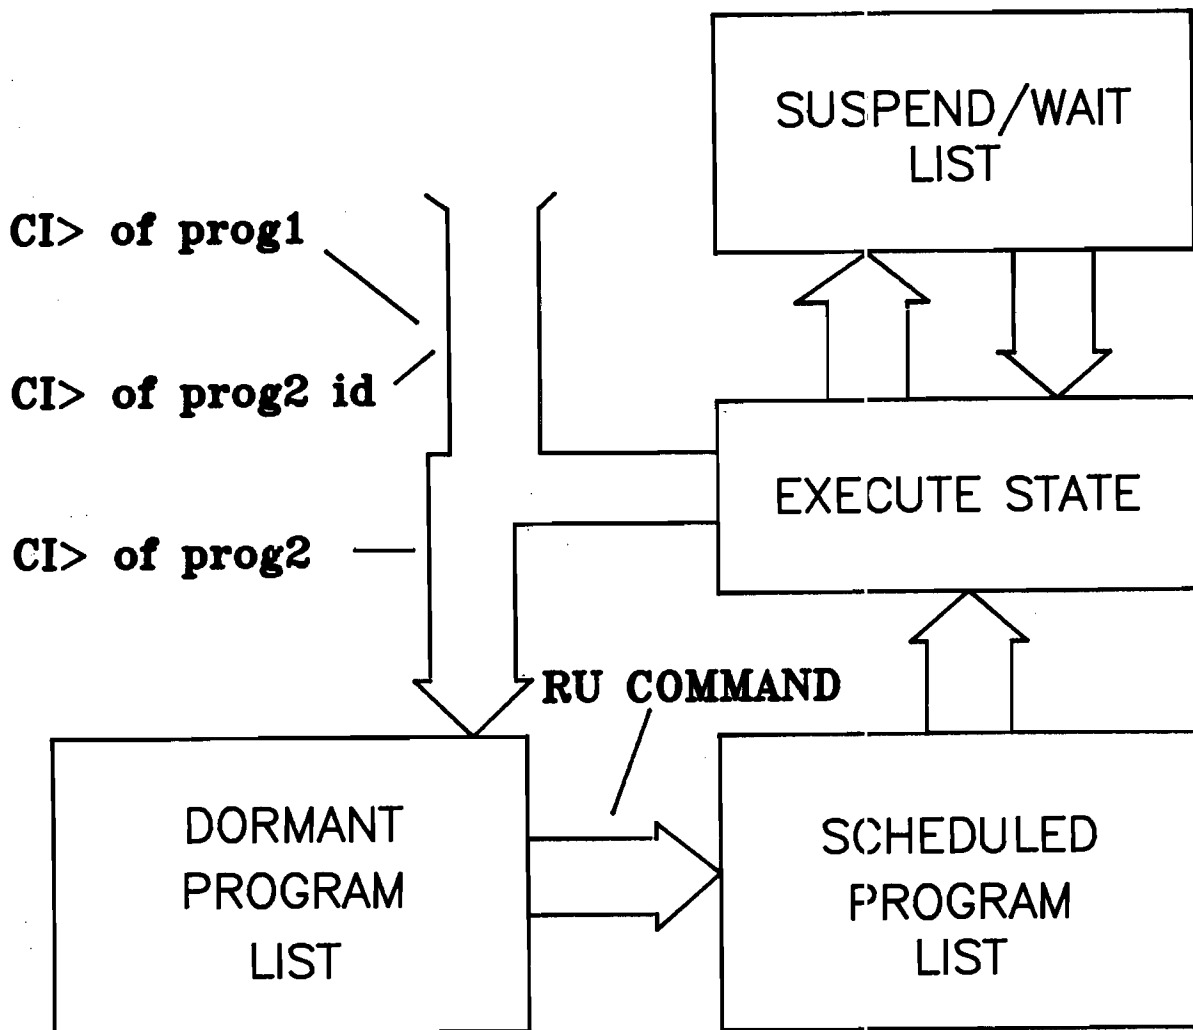 SUSPEND/WAIT
LIST
CI> of prog1
CI> of prog2 id
EXECUTE STATE
CI> of prog2
RU COMMAND
DORMANT
PROGRAM
LIST
SCHEDULED
PROGRAM
LIST